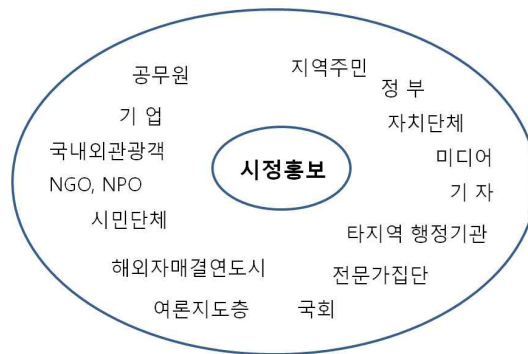 공무원
지역주민
정 부
기 업
자치단체
국내외관광객
시정홍보
미디어
NGO, NPO
기 자
시민단체
타지역 행정기관
해외자매결연도시
전문가집단
여론지도층
국회